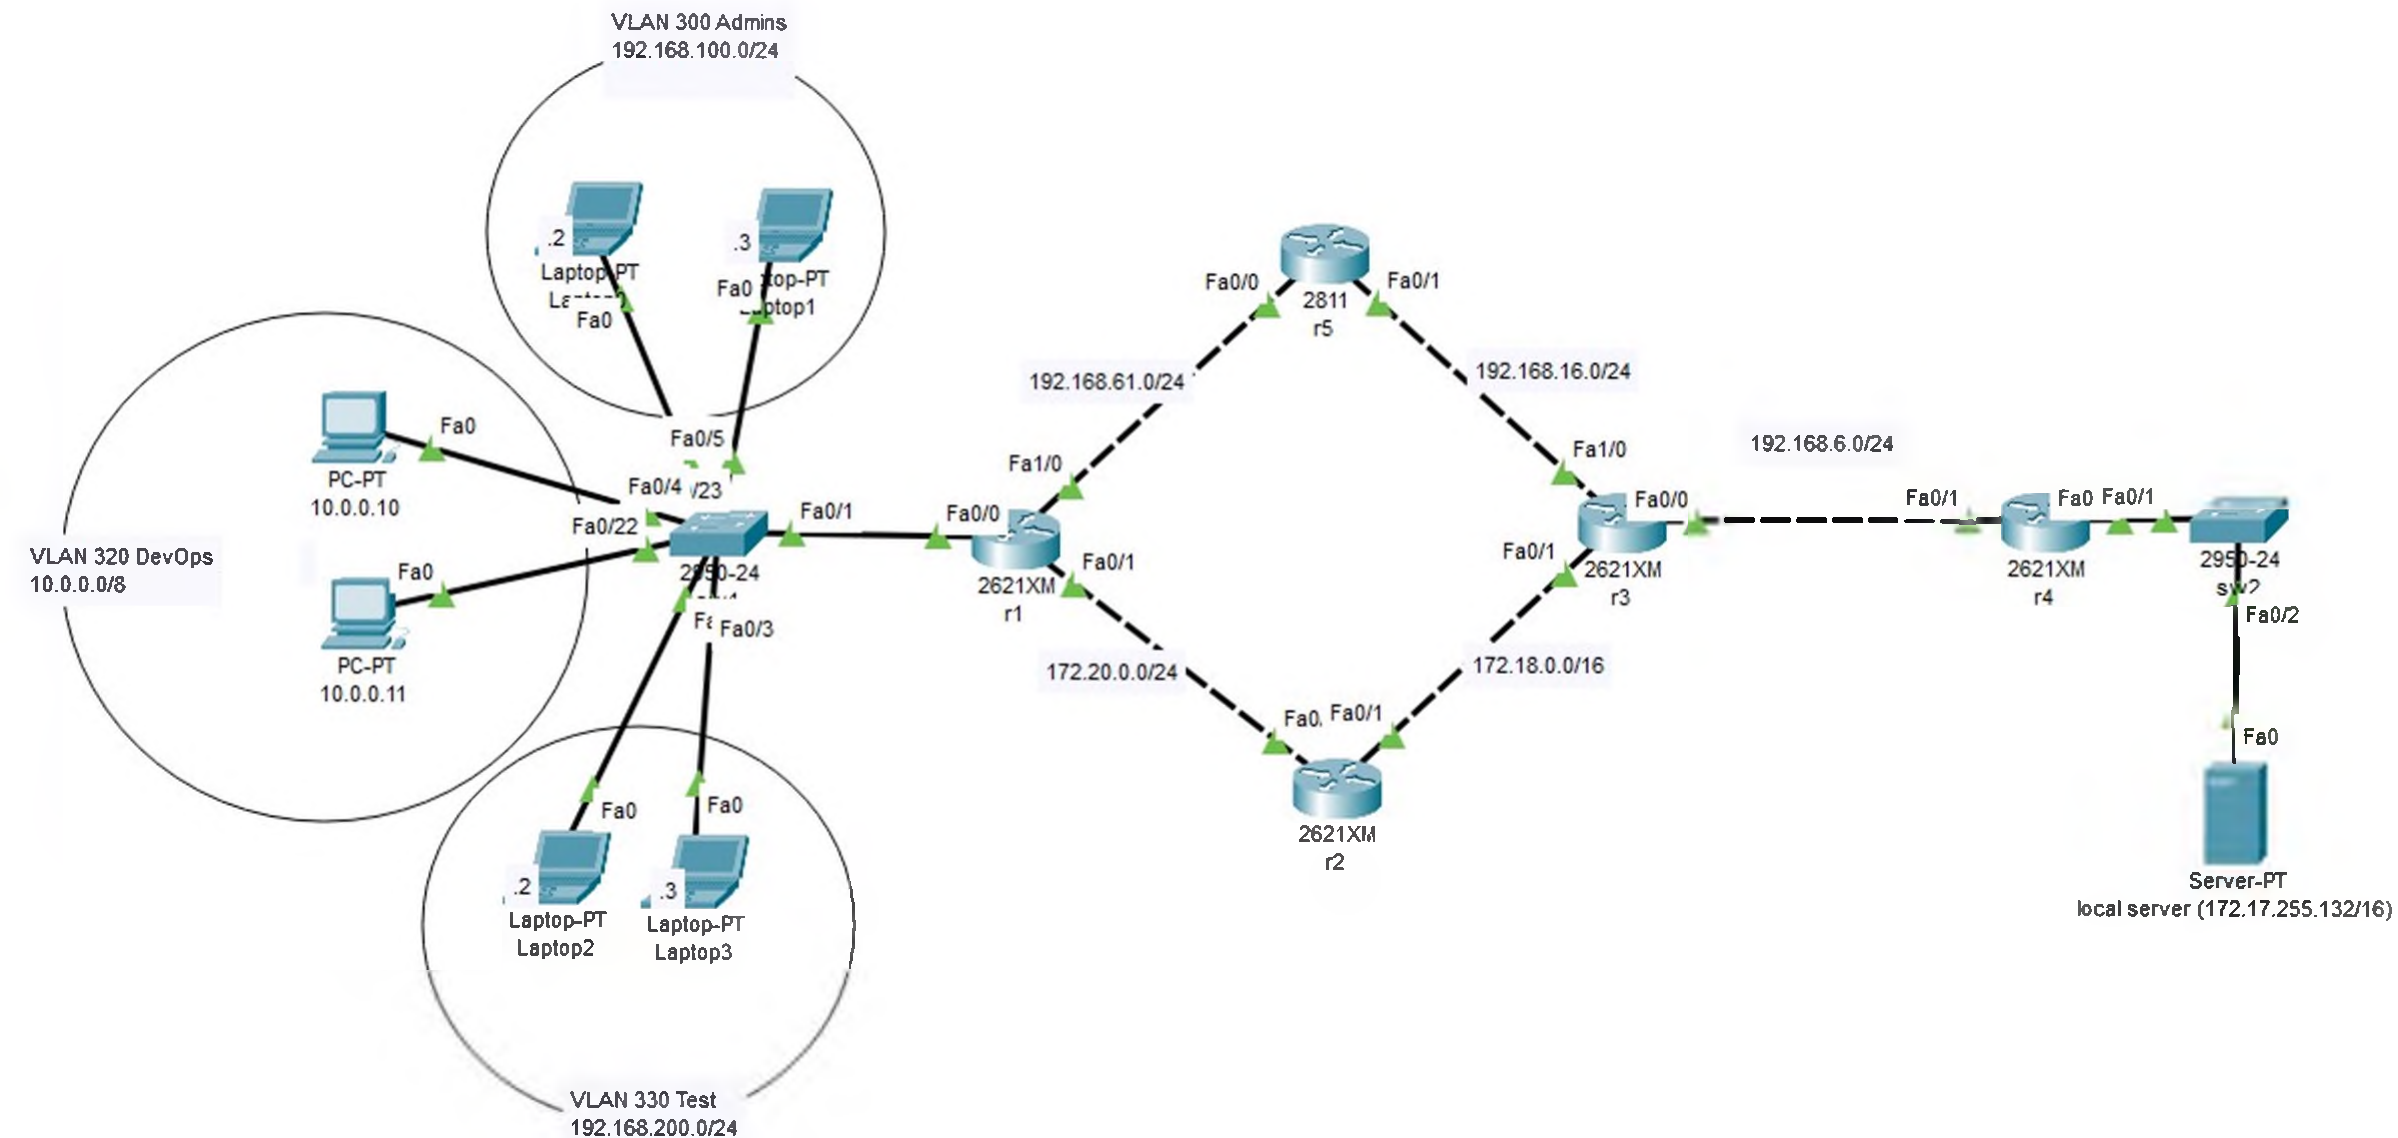 VLAN 300 Admins
192.168.100.0/24
.2
Laptop-PT
Fa0
.3
top-PT
Fa0
ptop1
VLAN 320 DevOps
10.0.0.0/8
Fa0
PC-PT
10.0.0.10
Fa0
PC-PT
10.0.0.11
Fa0/5
Fa0/4
/23
Fa0/22
Fa0/1
2950-24
Fa0/3
Fa0
Fa0
.2
Laptop-PT
Laptop2
.3
Laptop-PT
Laptop3
VLAN 330 Test
192.168.200.0/24
Fa0/0
Fa1/0
Fa0/1
2621XM
r1
192.168.61.0/24
172.20.0.0/24
Fa0/0
Fa0/1
2811
r5
192.168.16.0/24
172.18.0.0/16
Fa0
Fa0/1
2621XM
r2
Fa1/0
Fa0/0
Fa0/1
2621XM
r3
192.168.6.0/24
Fa0/1
Fa0
2621XM
r4
Fa0/1
2950-24
sw2
Fa0/2
Fa0
Server-PT
local server (172.17.255.132/16)